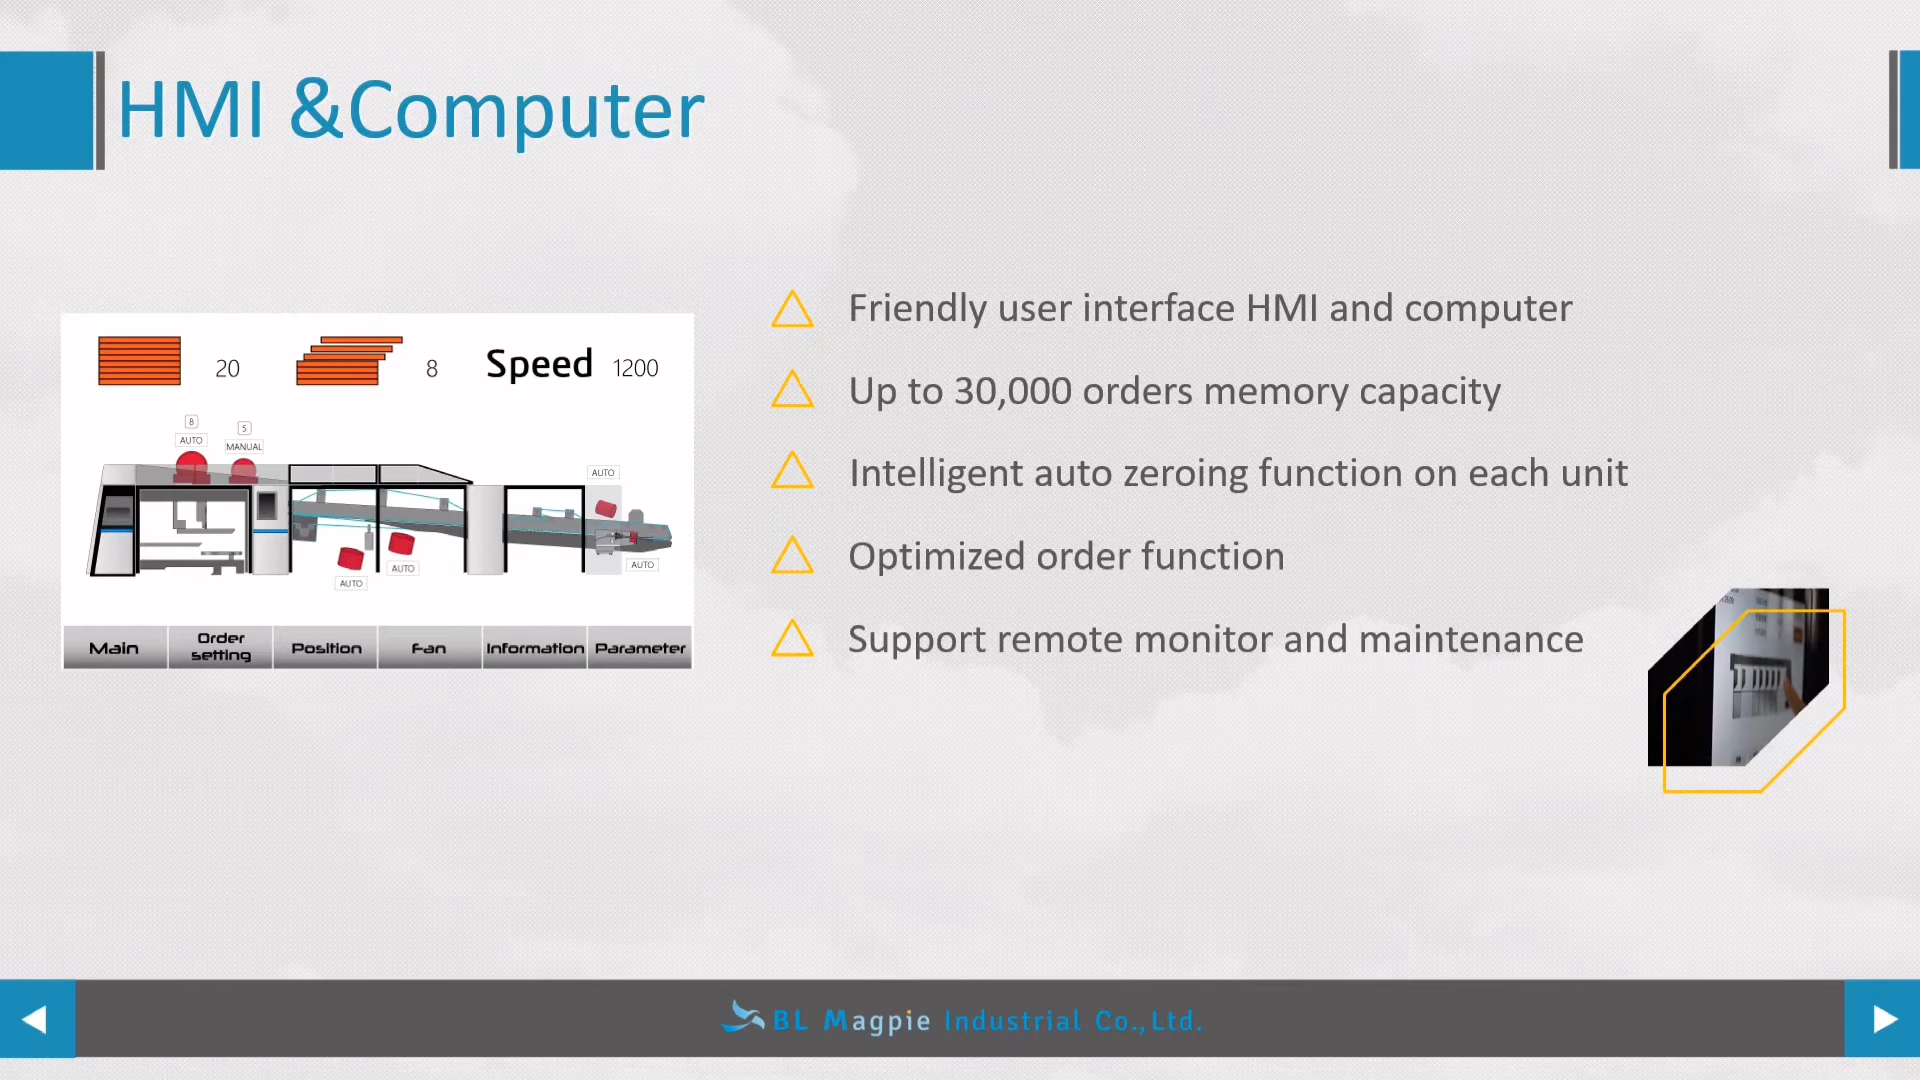 HMI &Computer
20
8
Speed 1200
8
AUTO
5
MANUAL
AUTO
AUTO
AUTO
AUTO
Main
Order
setting
Position
Fan
Information
Parameter
Friendly user interface HMI and computer
Up to 30,000 orders memory capacity
Intelligent auto zeroing function on each unit
Optimized order function
Support remote monitor and maintenance
BL Magpie Industrial Co.,Ltd.